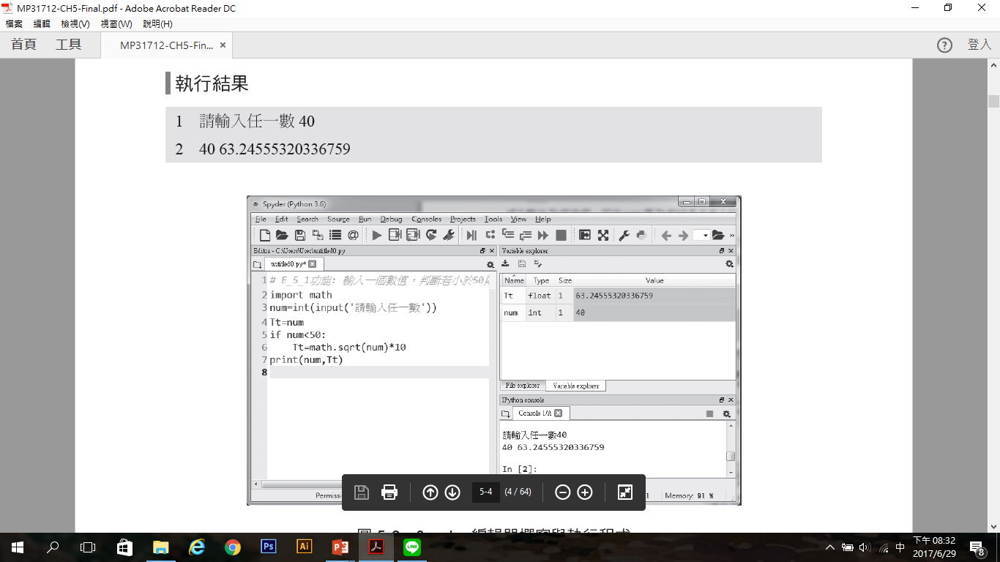 MP31712-CH5-Final.pdf - Adobe Acrobat Reader DC
檔案 編輯 檢視(V) 視窗(W) 說明(H)
首頁 工具 MP31712-CH5-Fin... × ? 登入
執行結果
1 請輸入任一數 40
2 40 63.24555320336759
Spyder (Python 3.6)
File Edit Search Source Run Debug Consoles Projects Tools View Help
Editor - C:\Users\User\untitled0.py
untitled0.py*
1 # E_5_1功能: 輸入一個數值，判斷若小於50
2 import math
3 num=int(input('請輸入任一數'))
4 Tt=num
5 if num<50:
6 Tt=math.sqrt(num)*10
7 print(num,Tt)
8
Variable explorer
Name Type Size Value
Tt float 1 63.24555320336759
num int 1 40
File explorer Variable explorer
IPython console
Console 1/A
請輸入任一數40
40 63.24555320336759
In [2]:
Permissi
1 Memory: 91 %
5-4 (4 / 64)
Ps Ai LINE
中
下午 08:32
2017/6/29
8